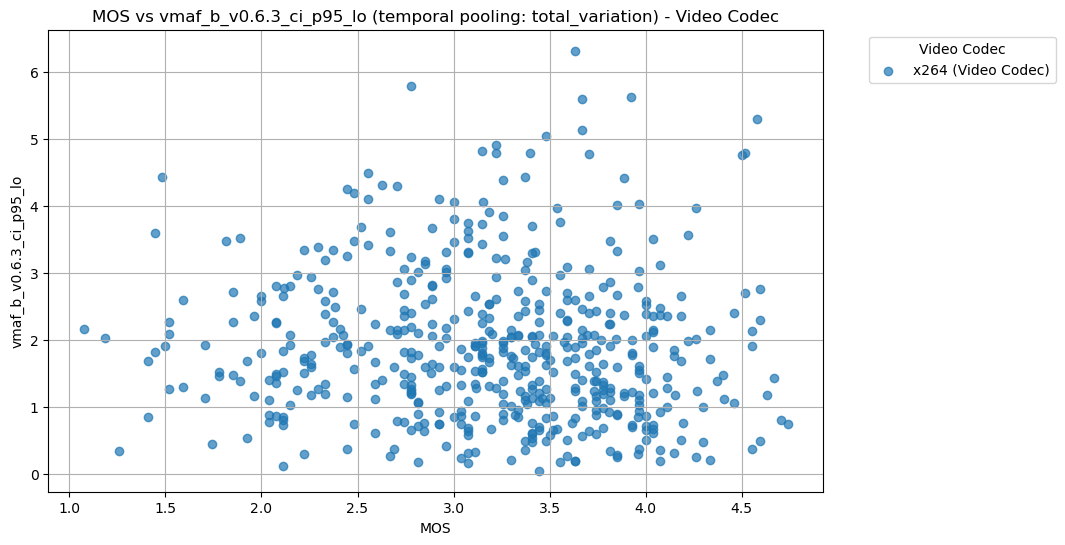 MOS vs vmaf_b_v0.6.3_ci_p95_lo (temporal pooling: total_variation) - Video Codec
Video Codec
x264 (Video Codec)
vmaf_b_v0.6.3_ci_p95_lo
6
5
4
3
2
1
0
1.0 1.5 2.0 2.5 3.0 3.5 4.0 4.5
MOS